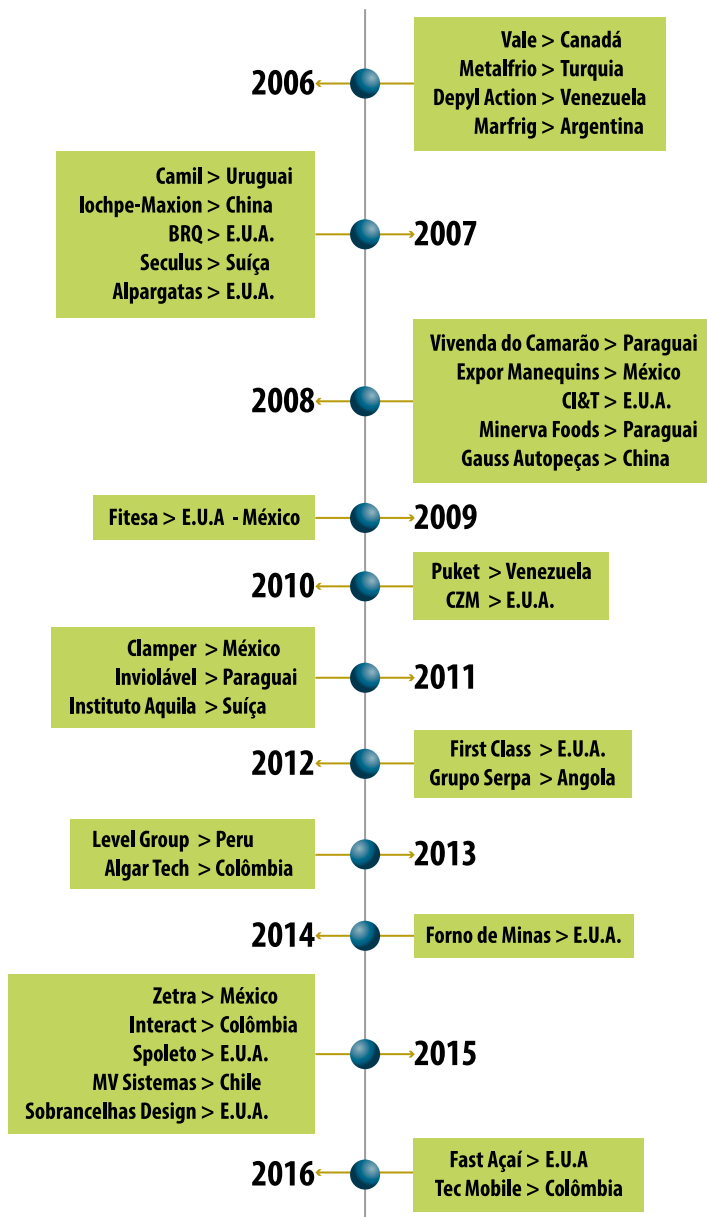 2006
Vale > Canadá
Metalfrio > Turquia
Depyl Action > Venezuela
Marfrig > Argentina
Camil > Uruguai
Iochpe-Maxion > China
BRQ > E.U.A.
Seculus > Suíça
Alpargatas > E.U.A.
2007
2008
Vivenda do Camarão > Paraguai
Expor Manequins > México
CI&T > E.U.A.
Minerva Foods > Paraguai
Gauss Autopeças > China
Fitesa > E.U.A - México
2009
2010
Puket > Venezuela
CZM > E.U.A.
Clamper > México
Inviolável > Paraguai
Instituto Aquila > Suíça
2011
2012
First Class > E.U.A.
Grupo Serpa > Angola
Level Group > Peru
Algar Tech > Colômbia
2013
2014
Forno de Minas > E.U.A.
Zetra > México
Interact > Colômbia
Spoleto > E.U.A.
MV Sistemas > Chile
Sobrancelhas Design > E.U.A.
2015
2016
Fast Açaí > E.U.A
Tec Mobile > Colômbia